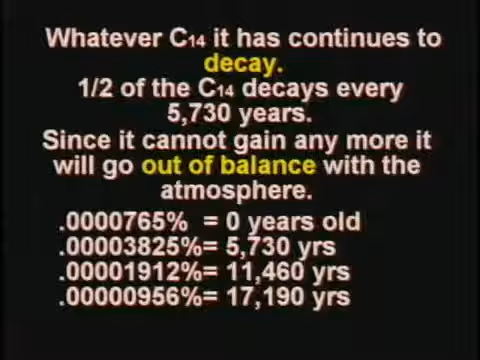 Whatever C14 it has continues to
decay.
1/2 of the C14 decays every
5,730 years.
Since it cannot gain any more it
will go out of balance with the
atmosphere.
.0000765% = 0 years old
.00003825%= 5,730 yrs
.00001912%= 11,460 yrs
.00000956%= 17,190 yrs